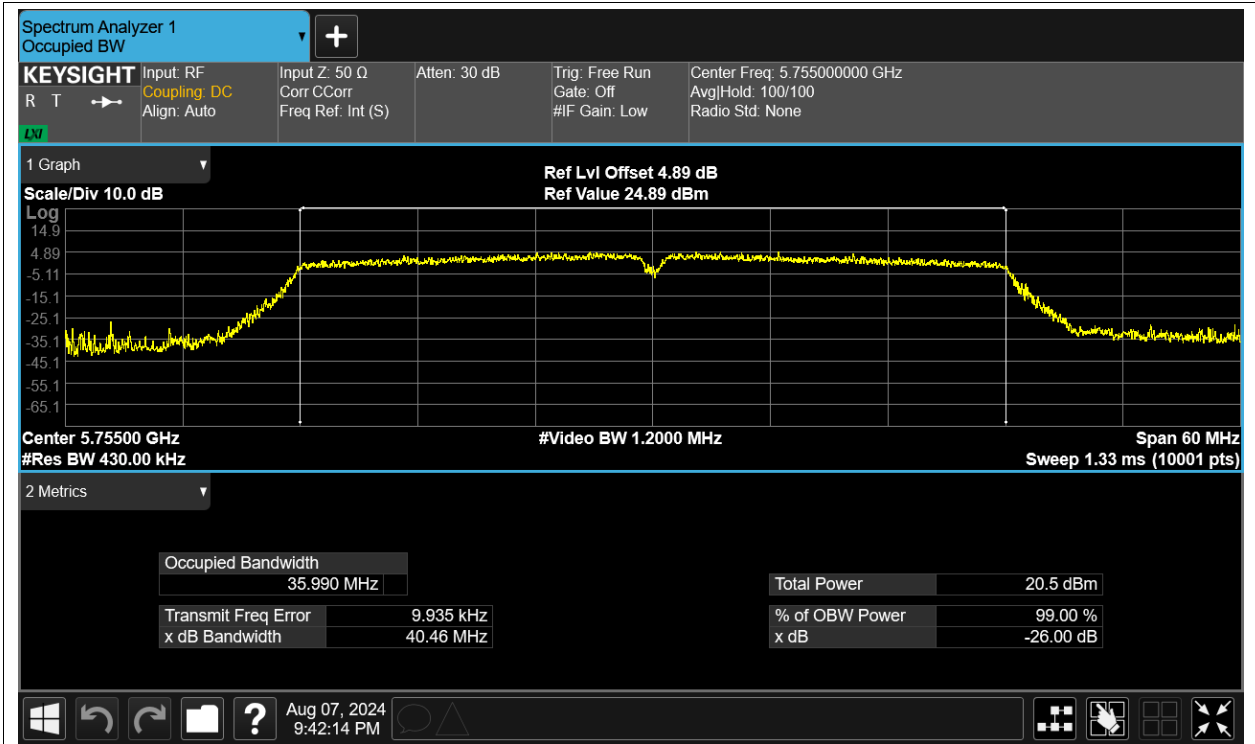 Spectrum Analyzer 1
Occupied BW
KEYSIGHT
R T
LXI
Input: RF
Coupling: DC
Align: Auto
Input Z: 50 Ω
Corr CCorr
Freq Ref: Int (S)
Atten: 30 dB
Trig: Free Run
Gate: Off
#IF Gain: Low
Center Freq: 5.755000000 GHz
Avg|Hold: 100/100
Radio Std: None
1 Graph
Ref Lvl Offset 4.89 dB
Scale/Div 10.0 dB
Ref Value 24.89 dBm
Log
14.9
4.89
-5.11
-15.1
-25.1
-35.1
-45.1
-55.1
-65.1
Center 5.75500 GHz
#Video BW 1.2000 MHz
Span 60 MHz
#Res BW 430.00 kHz
Sweep 1.33 ms (10001 pts)
2 Metrics
Occupied Bandwidth
35.990 MHz
Total Power 20.5 dBm
Transmit Freq Error 9.935 kHz
% of OBW Power 99.00 %
x dB Bandwidth 40.46 MHz
x dB -26.00 dB
?
Aug 07, 2024
9:42:14 PM